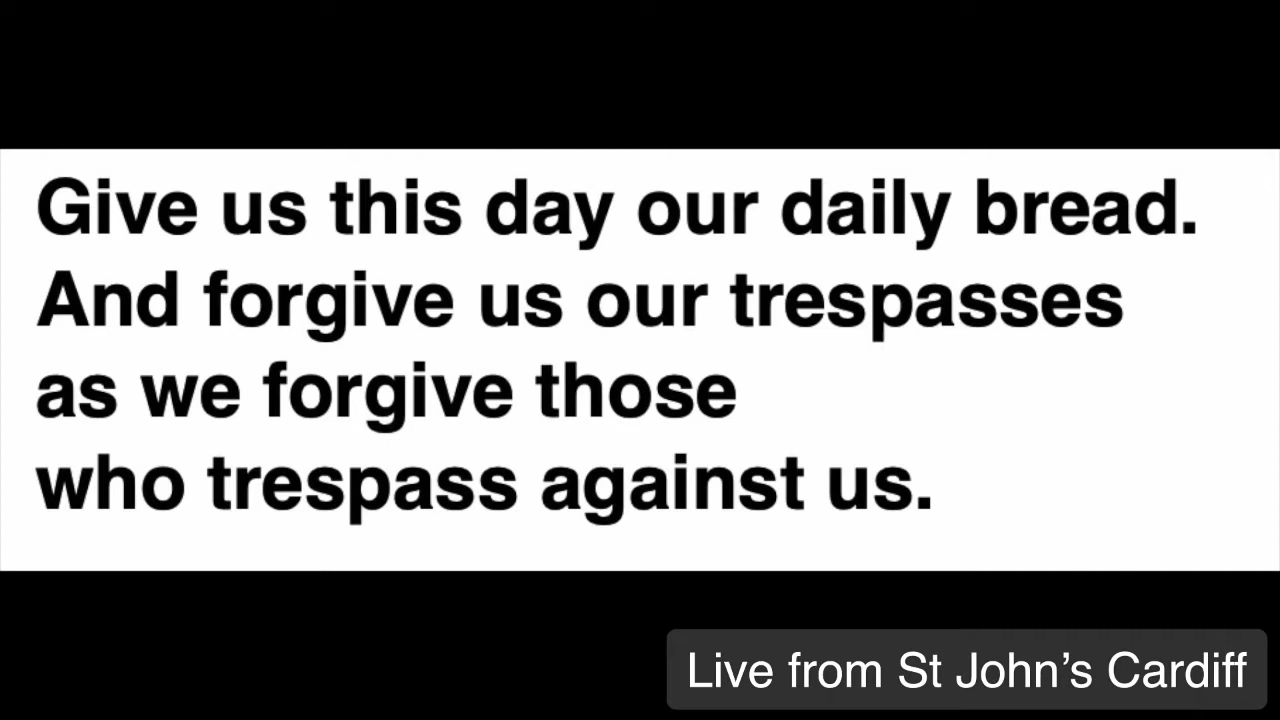 Give us this day our daily bread.
And forgive us our trespasses
as we forgive those
who trespass against us.
Live from St John’s Cardiff